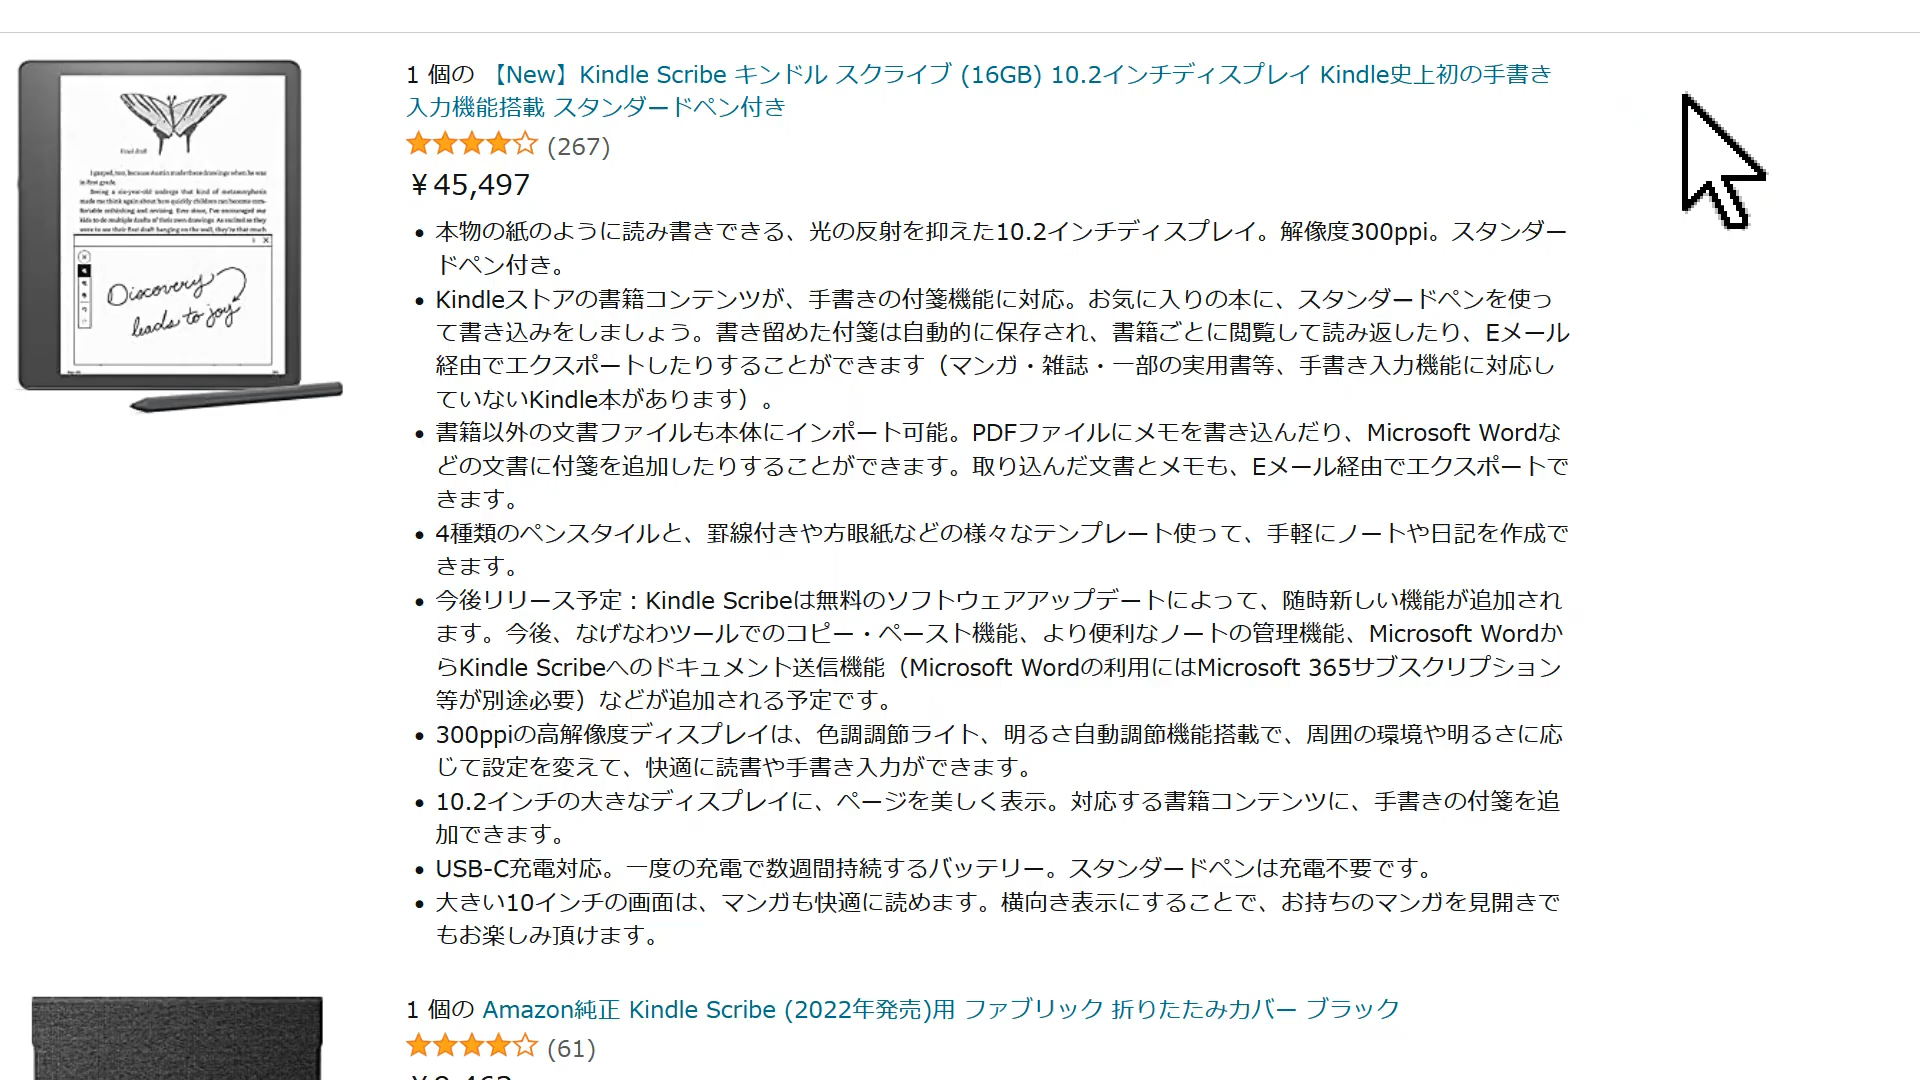 1 個の 【New】Kindle Scribe キンドル スクライブ (16GB) 10.2インチディスプレイ Kindle史上初の手書き
入力機能搭載 スタンダードペン付き
(267)
¥45,497
• 本物の紙のように読み書きできる、光の反射を抑えた10.2インチディスプレイ。解像度300ppi。スタンダー
ドペン付き。
• Kindleストアの書籍コンテンツが、手書きの付箋機能に対応。お気に入りの本に、スタンダードペンを使っ
て書き込みをしましょう。書き留めた付箋は自動的に保存され、書籍ごとに閲覧して読み返したり、Eメール
経由でエクスポートしたりすることができます（マンガ・雑誌・一部の実用書等、手書き入力機能に対応し
ていないKindle本があります）。
• 書籍以外の文書ファイルも本体にインポート可能。PDFファイルにメモを書き込んだり、Microsoft Wordな
どの文書に付箋を追加したりすることができます。取り込んだ文書とメモも、Eメール経由でエクスポートで
きます。
• 4種類のペンスタイルと、罫線付きや方眼紙などの様々なテンプレート使って、手軽にノートや日記を作成で
きます。
• 今後リリース予定：Kindle Scribeは無料のソフトウェアアップデートによって、随時新しい機能が追加され
ます。今後、なげなわツールでのコピー・ペースト機能、より便利なノートの管理機能、Microsoft Wordか
らKindle Scribeへのドキュメント送信機能（Microsoft Wordの利用にはMicrosoft 365サブスクリプション
等が別途必要）などが追加される予定です。
• 300ppiの高解像度ディスプレイは、色調調節ライト、明るさ自動調節機能搭載で、周囲の環境や明るさに応
じて設定を変えて、快適に読書や手書き入力ができます。
• 10.2インチの大きなディスプレイに、ページを美しく表示。対応する書籍コンテンツに、手書きの付箋を追
加できます。
• USB-C充電対応。一度の充電で数週間持続するバッテリー。スタンダードペンは充電不要です。
• 大きい10インチの画面は、マンガも快適に読めます。横向き表示にすることで、お持ちのマンガを見開きで
もお楽しみ頂けます。
Discovery
leads to joy
1 個の Amazon純正 Kindle Scribe (2022年発売)用 ファブリック 折りたたみカバー ブラック
(61)